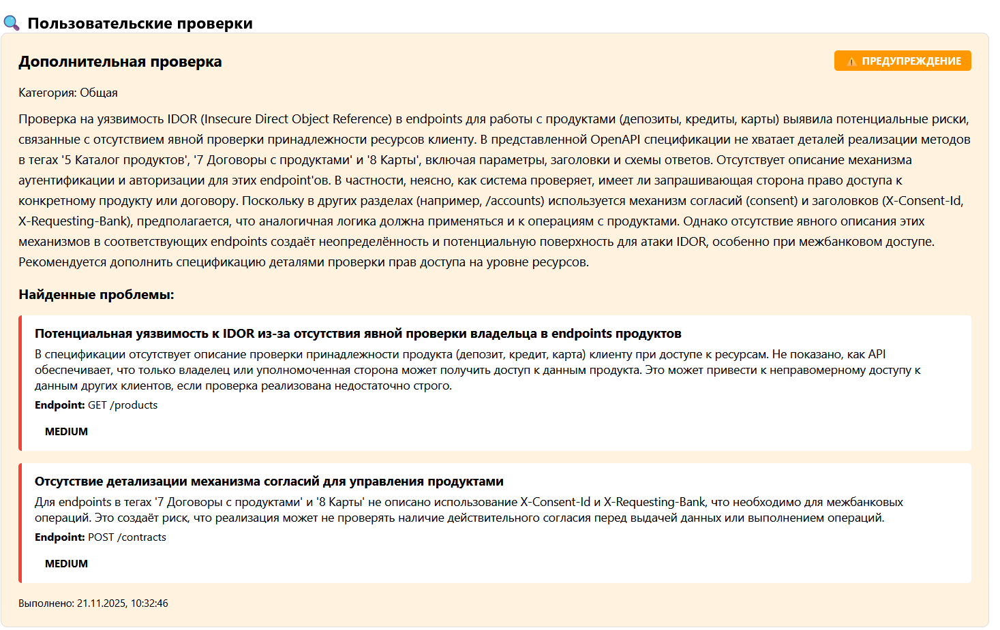 Пользовательские проверки
Дополнительная проверка
ПРЕДУПРЕЖДЕНИЕ
Категория: Общая
Проверка на уязвимость IDOR (Insecure Direct Object Reference) в endpoints для работы с продуктами (депозиты, кредиты, карты) выявила потенциальные риски,
связанные с отсутствием явной проверки принадлежности ресурсов клиенту. В представленной OpenAPI спецификации не хватает деталей реализации методов
в тегах '5 Каталог продуктов', '7 Договоры с продуктами' и '8 Карты', включая параметры, заголовки и схемы ответов. Отсутствует описание механизма
аутентификации и авторизации для этих endpoint'ов. В частности, неясно, как система проверяет, имеет ли запрашивающая сторона право доступа к
конкретному продукту или договору. Поскольку в других разделах (например, /accounts) используется механизм согласий (consent) и заголовков (X-Consent-Id,
X-Requesting-Bank), предполагается, что аналогичная логика должна применяться и к операциям с продуктами. Однако отсутствие явного описания этих
механизмов в соответствующих endpoints создаёт неопределённость и потенциальную поверхность для атаки IDOR, особенно при межбанковом доступе.
Рекомендуется дополнить спецификацию деталями проверки прав доступа на уровне ресурсов.
Найденные проблемы:
Потенциальная уязвимость к IDOR из-за отсутствия явной проверки владельца в endpoints продуктов
В спецификации отсутствует описание проверки принадлежности продукта (депозит, кредит, карта) клиенту при доступе к ресурсам. Не показано, как API
обеспечивает, что только владелец или уполномоченная сторона может получить доступ к данным продукта. Это может привести к неправомерному доступу к
данным других клиентов, если проверка реализована недостаточно строго.
Endpoint: GET /products
MEDIUM
Отсутствие детализации механизма согласий для управления продуктами
Для endpoints в тегах '7 Договоры с продуктами' и '8 Карты' не описано использование X-Consent-Id и X-Requesting-Bank, что необходимо для межбанковых
операций. Это создаёт риск, что реализация может не проверять наличие действительного согласия перед выдачей данных или выполнением операций.
Endpoint: POST /contracts
MEDIUM
Выполнено: 21.11.2025, 10:32:46